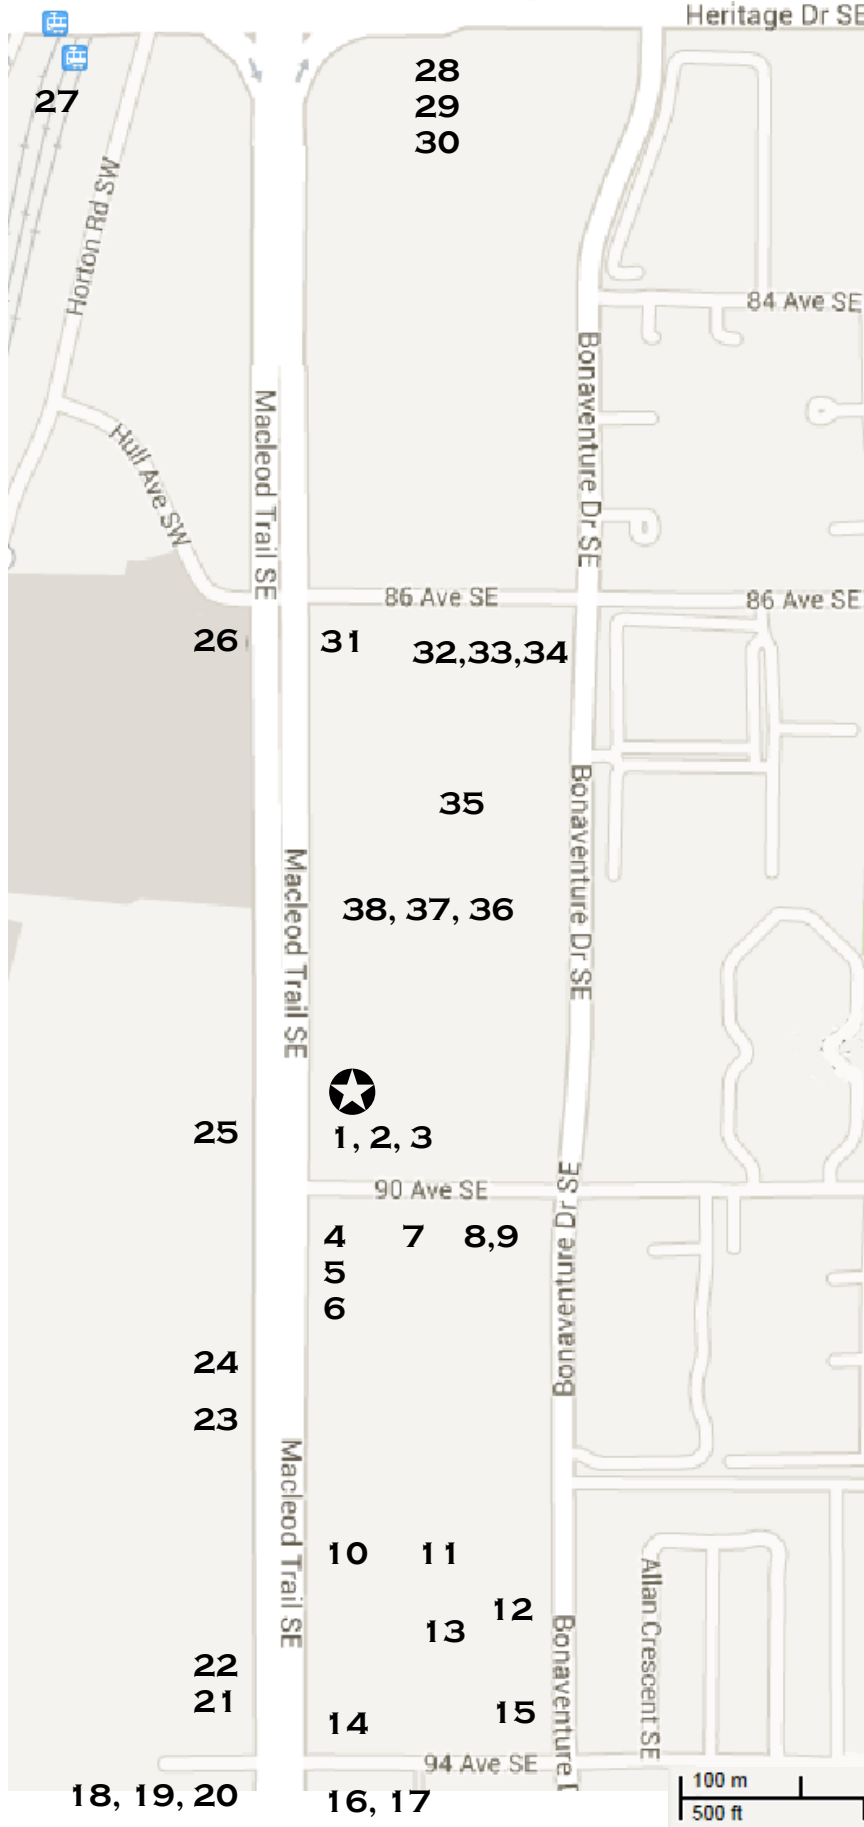 Heritage Dr SE
28
29
30
27
Horton Rd SW
84 Ave SE
Bonaventure Dr SE
Macleod Trail SE
Hull Ave SW
86 Ave SE
86 Ave SE
26
31
32,33,34
Bonaventure Dr SE
35
Macleod Trail SE
38, 37, 36
25
1, 2, 3
90 Ave SE
Bonaventure Dr SE
4
7
8,9
5
6
24
23
Macleod Trail SE
10
11
Allan Crescent SE
12
13
Bonaventure
22
21
14
15
94 Ave SE
18, 19, 20
16, 17
100 m
500 ft